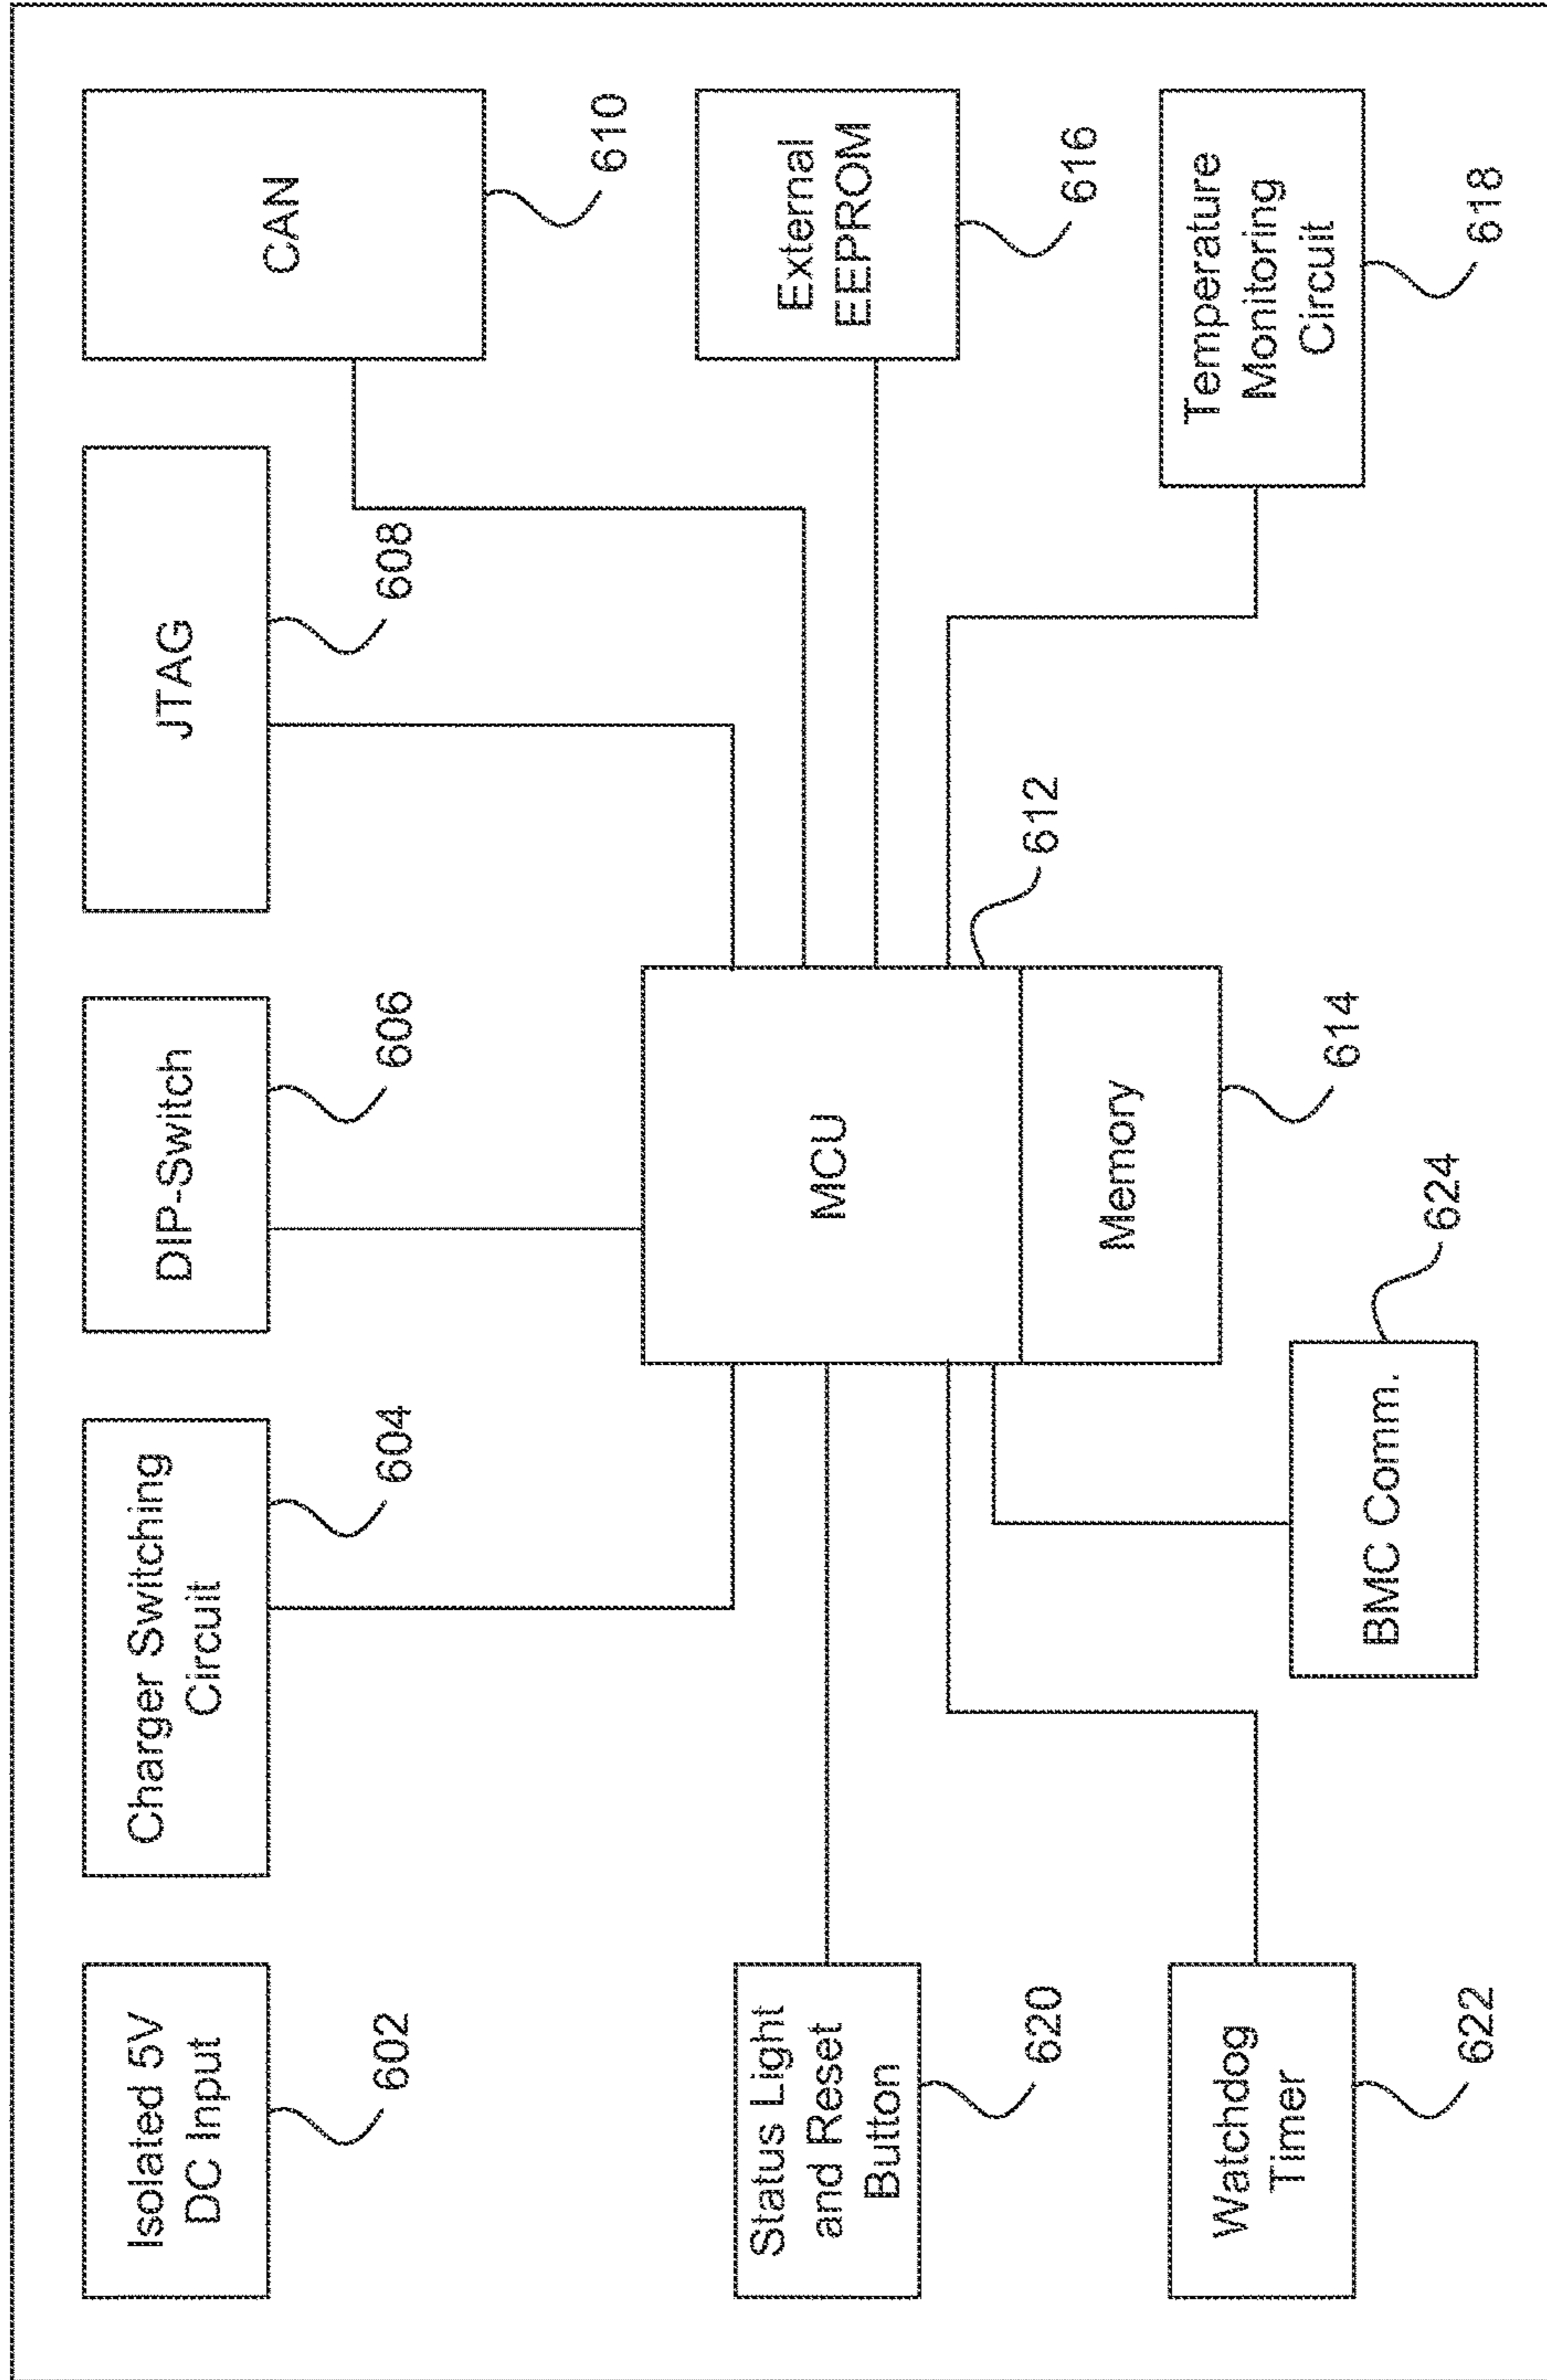 Isolated 5V
DC Input
602
Charger Switching
Circuit
604
DIP-Switch
606
JTAG
608
CAN
610
Status Light
and Reset
Button
620
MCU
612
External
EEPROM
616
Memory
614
Watchdog
Timer
622
BMC Comm.
624
Temperature
Monitoring
Circuit
618